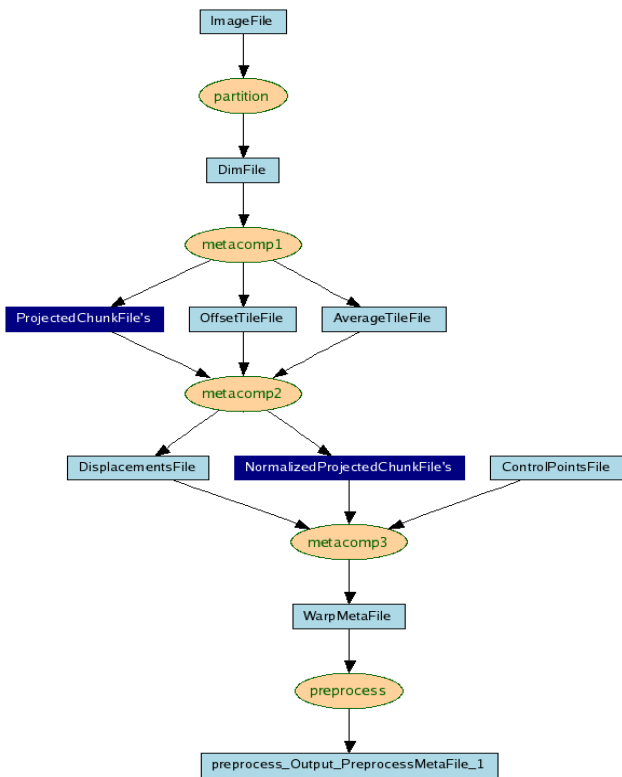 ImageFile
partition
DimFile
metacomp1
ProjectedChunkFile's
OffsetTileFile
AverageTileFile
metacomp2
DisplacementsFile
NormalizedProjectedChunkFile's
ControlPointsFile
metacomp3
WarpMetaFile
preprocess
preprocess_Output_PreprocessMetaFile_1